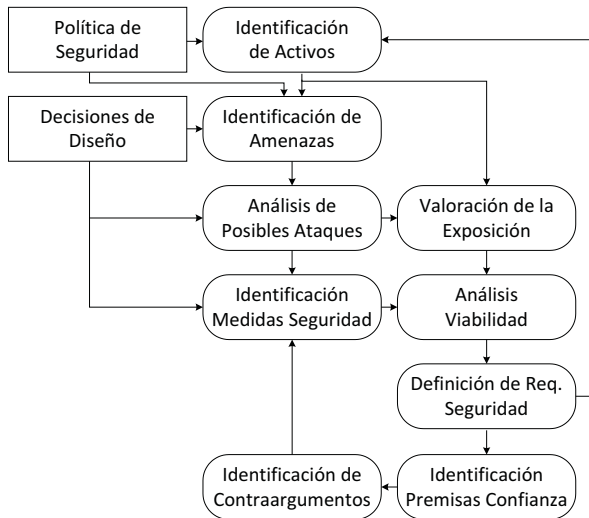 Política de
Seguridad
Identificación
de Activos
Decisiones de
Diseño
Identificación de
Amenazas
Análisis de
Posibles Ataques
Valoración de la
Exposición
Identificación
Medidas Seguridad
Análisis
Viabilidad
Definición de Req.
Seguridad
Identificación de
Contraargumentos
Identificación
Premisas Confianza